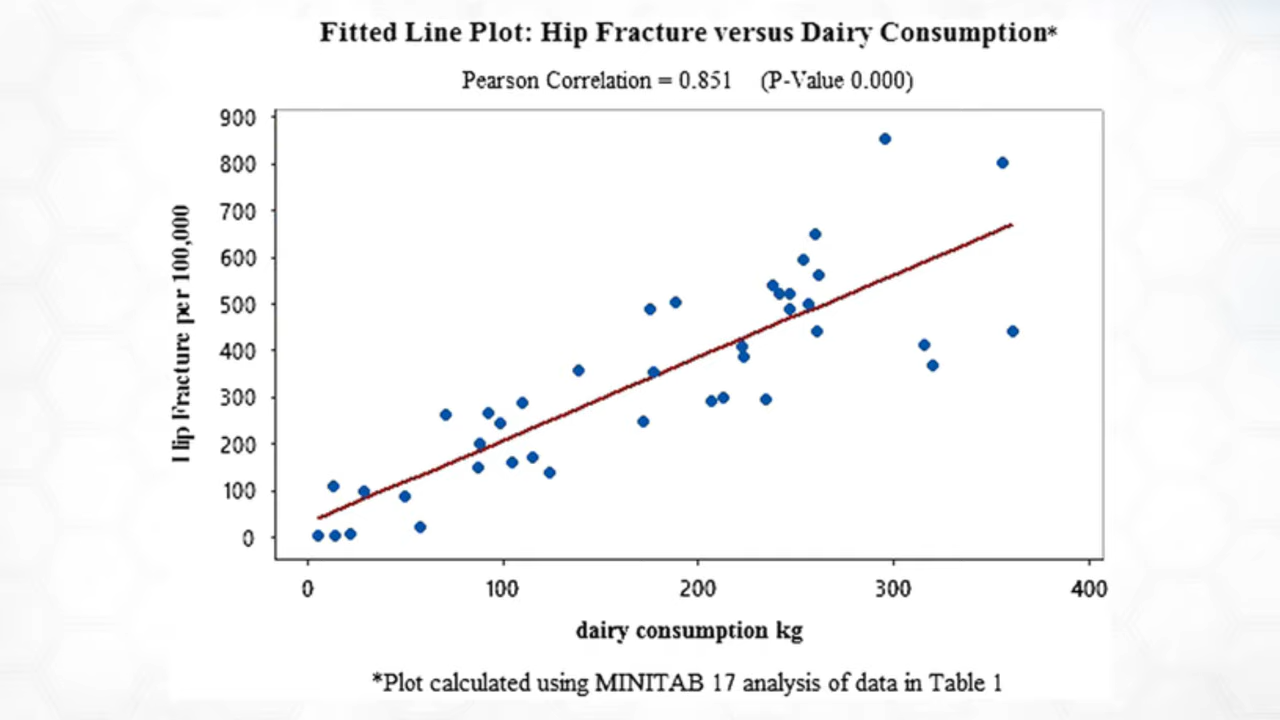 Fitted Line Plot: Hip Fracture versus Dairy Consumption*
Pearson Correlation = 0.851 (P-Value 0.000)
900
800
700
600
500
400
300
200
100
0
Hip Fracture per 100,000
0 100 200 300 400
dairy consumption kg
*Plot calculated using MINITAB 17 analysis of data in Table 1